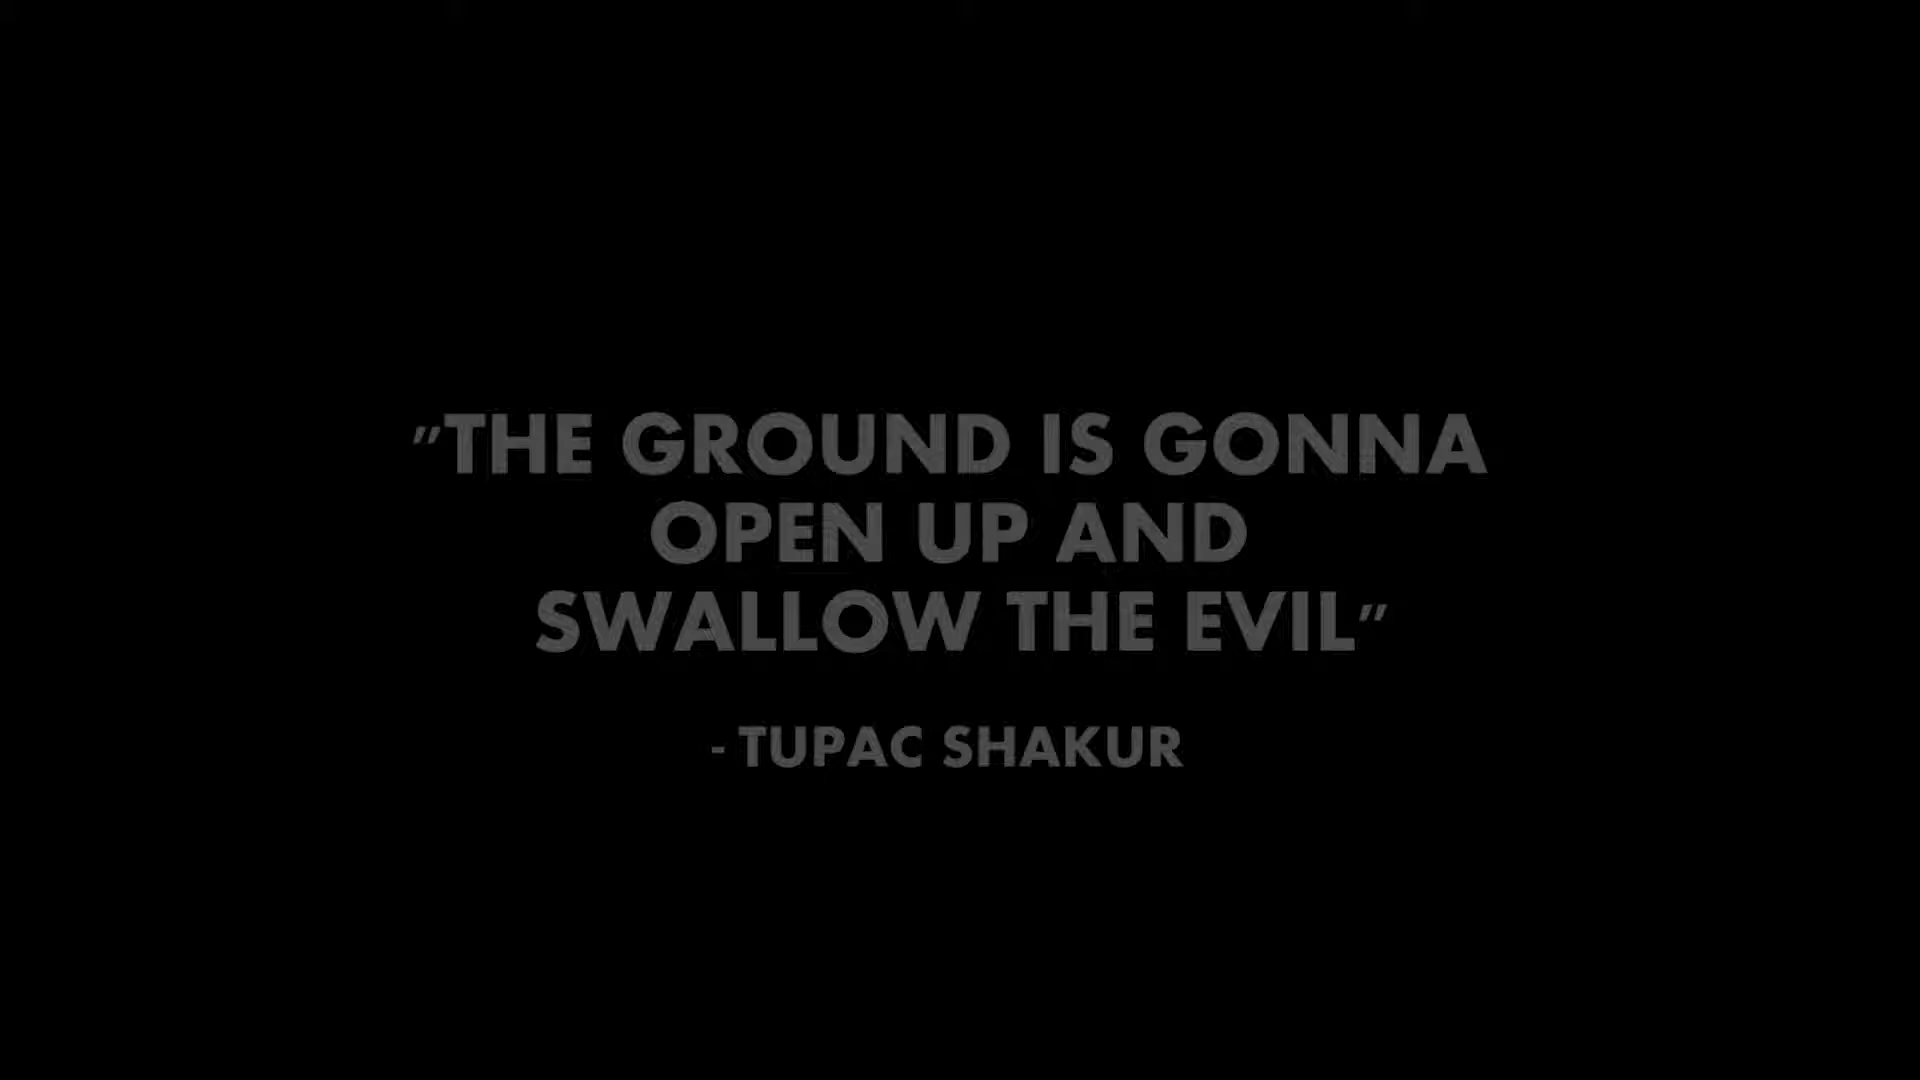 "THE GROUND IS GONNA
OPEN UP AND
SWALLOW THE EVIL"
- TUPAC SHAKUR